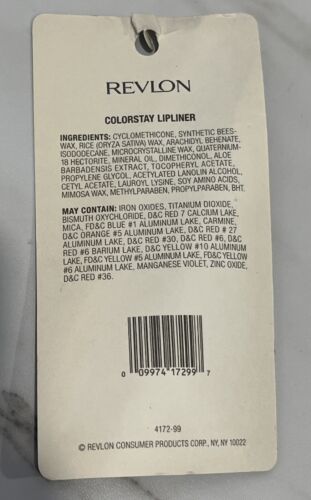 REVLON
COLORSTAY LIPLINER
INGREDIENTS: CYCLOMETHICONE, SYNTHETIC BEES-
WAX, RICE (ORYZA SATIVA) WAX, ARACHIDYL BEHENATE,
ISODODECANE, MICROCRYSTALLINE WAX, QUATERNIUM-
18 HECTORITE, MINERAL OIL, DIMETHICONOL, ALOE
BARBADENSIS EXTRACT, TOCOPHERYL ACETATE,
PROPYLENE GLYCOL, ACETYLATED LANOLIN ALCOHOL,
CETYL ACETATE, LAUROYL LYSINE, SOY AMINO ACIDS,
MIMOSA WAX, METHYLPARABEN, PROPYLPARABEN, BHT.
MAY CONTAIN: IRON OXIDES, TITANIUM DIOXIDE,
BISMUTH OXYCHLORIDE, D&C RED 7 CALCIUM LAKE,
MICA, FD&C BLUE #1 ALUMINUM LAKE, CARMINE,
D&C ORANGE #5 ALUMINUM LAKE, D&C RED # 27
ALUMINUM LAKE, D&C RED #30, D&C RED #6, D&C
RED #6 BARIUM LAKE, D&C YELLOW #10 ALUMINUM
LAKE, FD&C YELLOW #5 ALUMINUM LAKE, FD&C YELLOW
#6 ALUMINUM LAKE, MANGANESE VIOLET, ZINC OXIDE,
D&C RED #36.
0 09974 17299 7
4172-99
© REVLON CONSUMER PRODUCTS CORP., NY, NY 10022